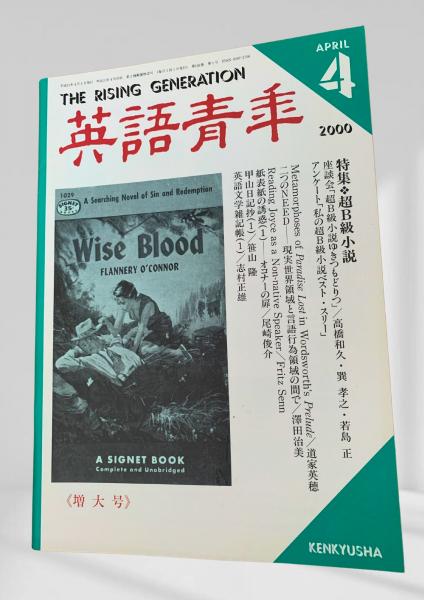 APRIL
4
2000
THE RISING GENERATION
英語青年
特集❖超B級小説
座談会「超B級小説ゆきつもどりつ」／高橋和久・巽 孝之・若島 正
アンケート「私の超B級小説ベスト・スリー」
Metamorphoses of Paradise Lost in Wordsworth's Prelude／道家英穂
二つのNEED——現実世界領域と言語行為領域の間で／澤田治美
Reading Joyce as a Non-native Speaker／Fritz Senn
紙表紙の誘惑(1) オコナーの扉／尾崎俊介
甲山日記抄(1)／笹山 隆
英語文学雑記帳(1)／志村正雄
1029
SIGNET
A Searching Novel of Sin and Redemption
Wise Blood
FLANNERY O'CONNOR
A SIGNET BOOK
Complete and Unabridged
《増大号》
KENKYUSHA